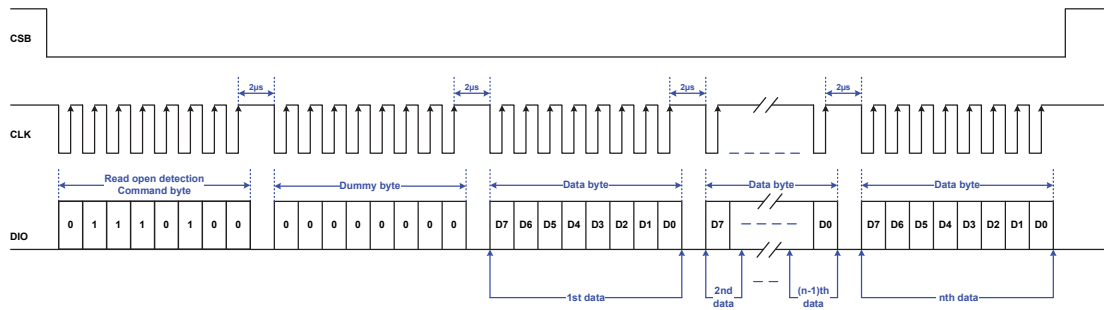 CSB
2µs 2µs 2µs 2µs
CLK
Read open detection
Command byte
Dummy byte Data byte Data byte Data byte
DIO
0 1 1 1 0 1 0 0 0 0 0 0 0 0 0 0 D7 D6 D5 D4 D3 D2 D1 D0 D7 D0 D7 D6 D5 D4 D3 D2 D1 D0
1st data
2nd
data
(n-1)th
data
nth data